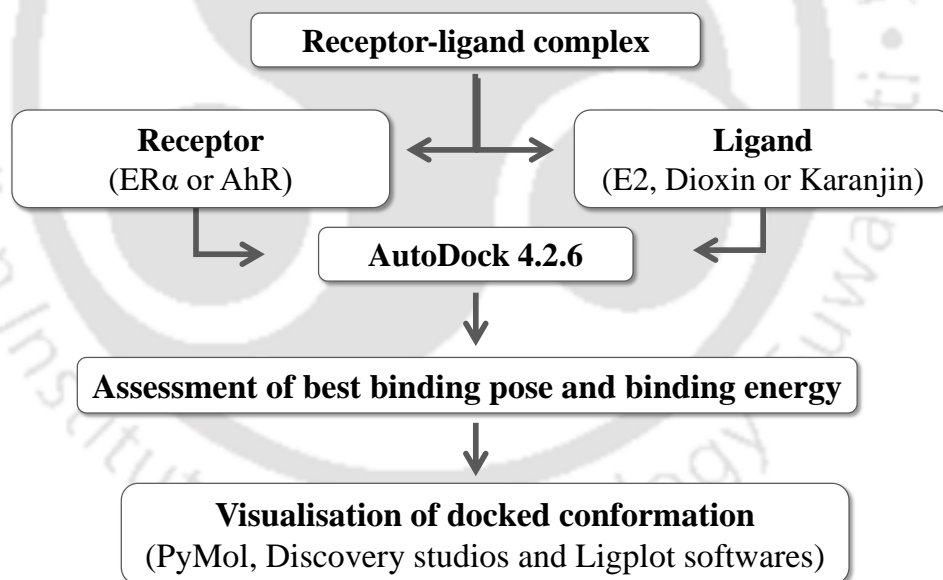 Receptor-ligand complex
Receptor
(ERα or AhR)
Ligand
(E2, Dioxin or Karanjin)
AutoDock 4.2.6
Assessment of best binding pose and binding energy
Visualisation of docked conformation
(PyMol, Discovery studios and Ligplot softwares)